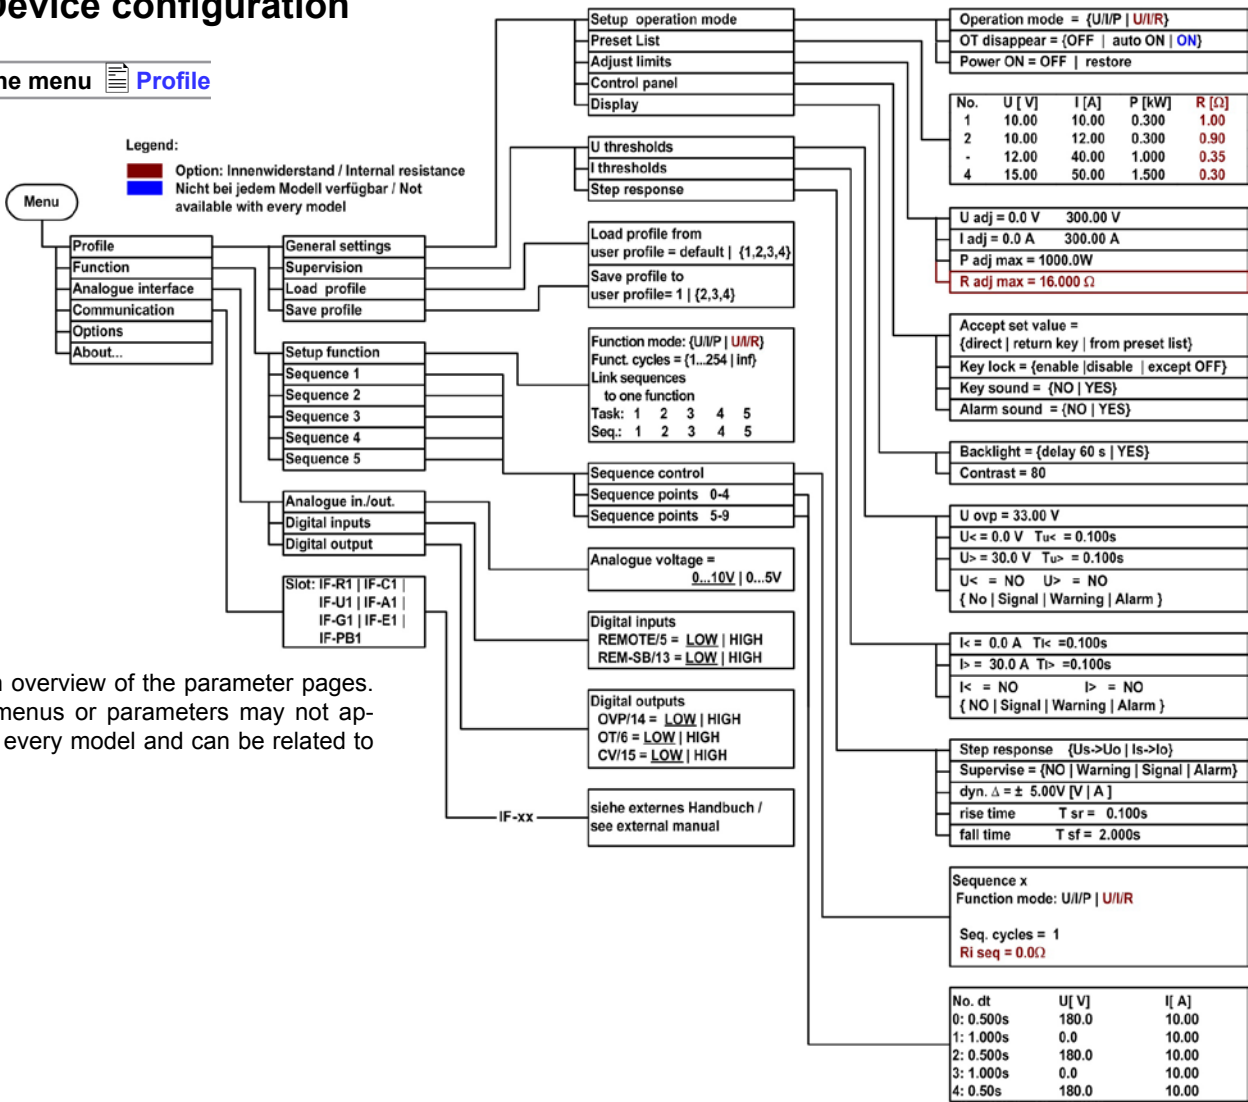 Device configuration
ne menu Profile
Legend:
Option: Innenwiderstand / Internal resistance
Nicht bei jedem Modell verfügbar / Not
available with every model
Menu
Profile
Function
Analogue interface
Communication
Options
About...
General settings
Supervision
Load profile
Save profile
Setup function
Sequence 1
Sequence 2
Sequence 3
Sequence 4
Sequence 5
Analogue in./out.
Digital inputs
Digital output
Slot: IF-R1 | IF-C1 |
IF-U1 | IF-A1 |
IF-G1 | IF-E1 |
IF-PB1
n overview of the parameter pages.
menus or parameters may not ap-
every model and can be related to
Setup operation mode
Preset List
Adjust limits
Control panel
Display
U thresholds
I thresholds
Step response
Load profile from
user profile = default | {1,2,3,4}
Save profile to
user profile= 1 | {2,3,4}
Function mode: {U/I/P | U/I/R}
Funct. cycles = {1...254 | inf}
Link sequences
to one function
Task: 1 2 3 4 5
Seq.: 1 2 3 4 5
Sequence control
Sequence points 0-4
Sequence points 5-9
Analogue voltage =
0...10V | 0...5V
Digital inputs
REMOTE/5 = LOW | HIGH
REM-SB/13 = LOW | HIGH
Digital outputs
OVP/14 = LOW | HIGH
OT/6 = LOW | HIGH
CV/15 = LOW | HIGH
IF-xx
siehe externes Handbuch /
see external manual
Operation mode = {U/I/P | U/I/R}
OT disappear = {OFF | auto ON | ON}
Power ON = OFF | restore
No. U [ V] I [A] P [kW] R [Ω]
1 10.00 10.00 0.300 1.00
2 10.00 12.00 0.300 0.90
- 12.00 40.00 1.000 0.35
4 15.00 50.00 1.500 0.30
U adj = 0.0 V 300.00 V
I adj = 0.0 A 300.00 A
P adj max = 1000.0W
R adj max = 16.000 Ω
Accept set value =
{direct | return key | from preset list}
Key lock = {enable |disable | except OFF}
Key sound = {NO | YES}
Alarm sound = {NO | YES}
Backlight = {delay 60 s | YES}
Contrast = 80
U ovp = 33.00 V
U< = 0.0 V Tu< = 0.100s
U> = 30.0 V Tu> = 0.100s
U< = NO U> = NO
{ No | Signal | Warning | Alarm }
I< = 0.0 A TI< =0.100s
I> = 30.0 A TI> =0.100s
I< = NO I> = NO
{ NO | Signal | Warning | Alarm }
Step response {Us->Uo | Is->Io}
Supervise = {NO | Warning | Signal | Alarm}
dyn. Δ = ± 5.00V [V | A ]
rise time T sr = 0.100s
fall time T sf = 2.000s
Sequence x
Function mode: U/I/P | U/I/R
Seq. cycles = 1
Ri seq = 0.0Ω
No. dt U[ V] I[ A]
0: 0.500s 180.0 10.00
1: 1.000s 0.0 10.00
2: 0.500s 180.0 10.00
3: 1.000s 0.0 10.00
4: 0.50s 180.0 10.00